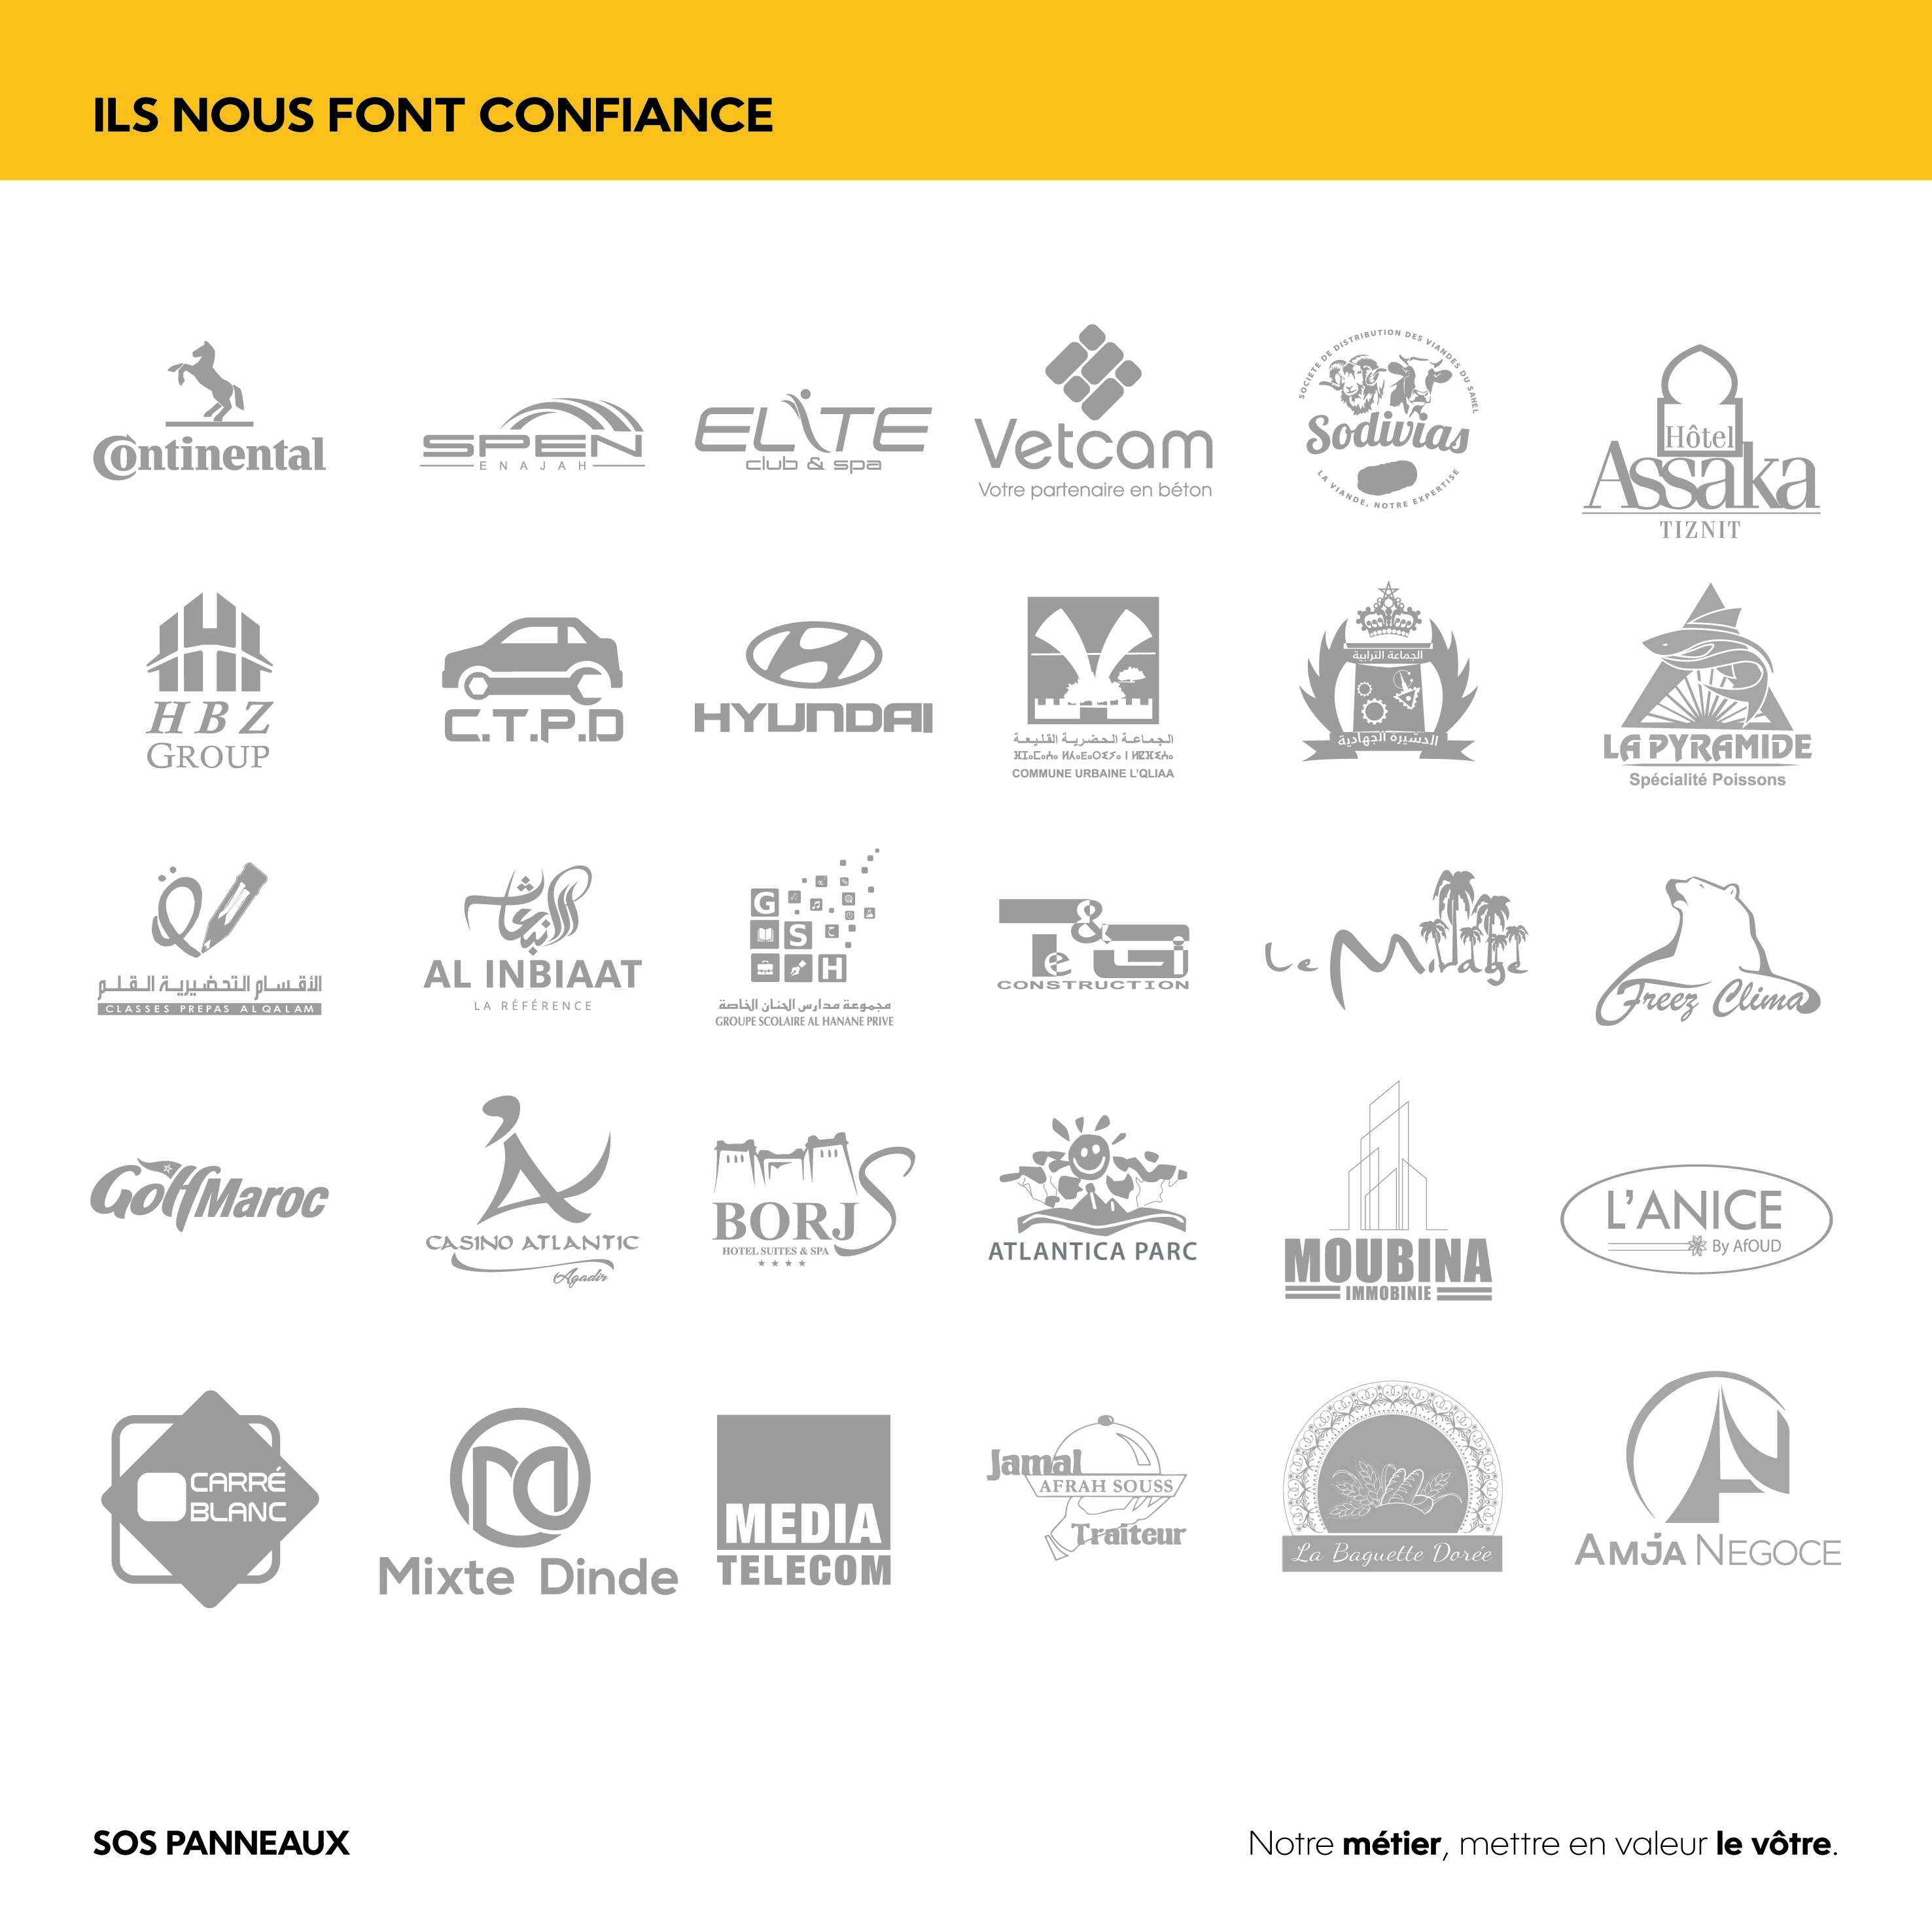 ILS NOUS FONT CONFIANCE
Continental
SPEN
ENAJAH
ELITE
club & spa
Vetcam
Votre partenaire en béton
SOCIETE DE DISTRIBUTION DES VIANDES DU SAHEL
Sodivias
LA VIANDE, NOTRE EXPERTISE
Hôtel
Assaka
TIZNIT
HBZ
GROUP
C.T.P.D
HYUNDAI
الجماعة الحضرية القليعة
COMMUNE URBAINE L'QLIAA
الجماعة الترابية
الدشيرة الجهادية
LA PYRAMIDE
Spécialité Poissons
الأقسام التحضيرية القلم
CLASSES PREPAS ALQALAM
AL INBIAAT
LA RÉFÉRENCE
G
S
H
مجموعة مدارس الحنان الخاصة
GROUPE SCOLAIRE AL HANANE PRIVE
Te & Gi
CONSTRUCTION
Le Mirage
Freez Clima
Golf Maroc
CASINO ATLANTIC
Agadir
BORJS
HOTEL SUITES & SPA
ATLANTICA PARC
MOUBINA
IMMOBINIE
L'ANICE
By AfOUD
CARRÉ
BLANC
Mixte Dinde
MEDIA
TELECOM
Jamal
AFRAH SOUSS
Traiteur
La Baguette Dorée
AMJA NEGOCE
SOS PANNEAUX
Notre métier, mettre en valeur le vôtre.